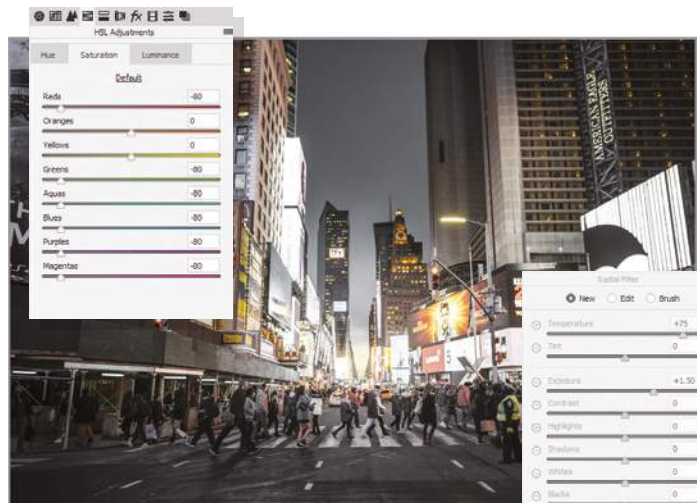 HSL Adjustments
Hue Saturation Luminance
Default
Reds -80
Oranges 0
Yellows 0
Greens -80
Aquas -80
Blues -80
Purples -80
Magentas -80
AMERICAN EAGLE
OUTFITTERS
Radial Filter
New Edit Brush
Temperature +75
Tint 0
Exposure +1.50
Contrast 0
Highlights 0
Shadows 0
Whites 0
Blacks 0